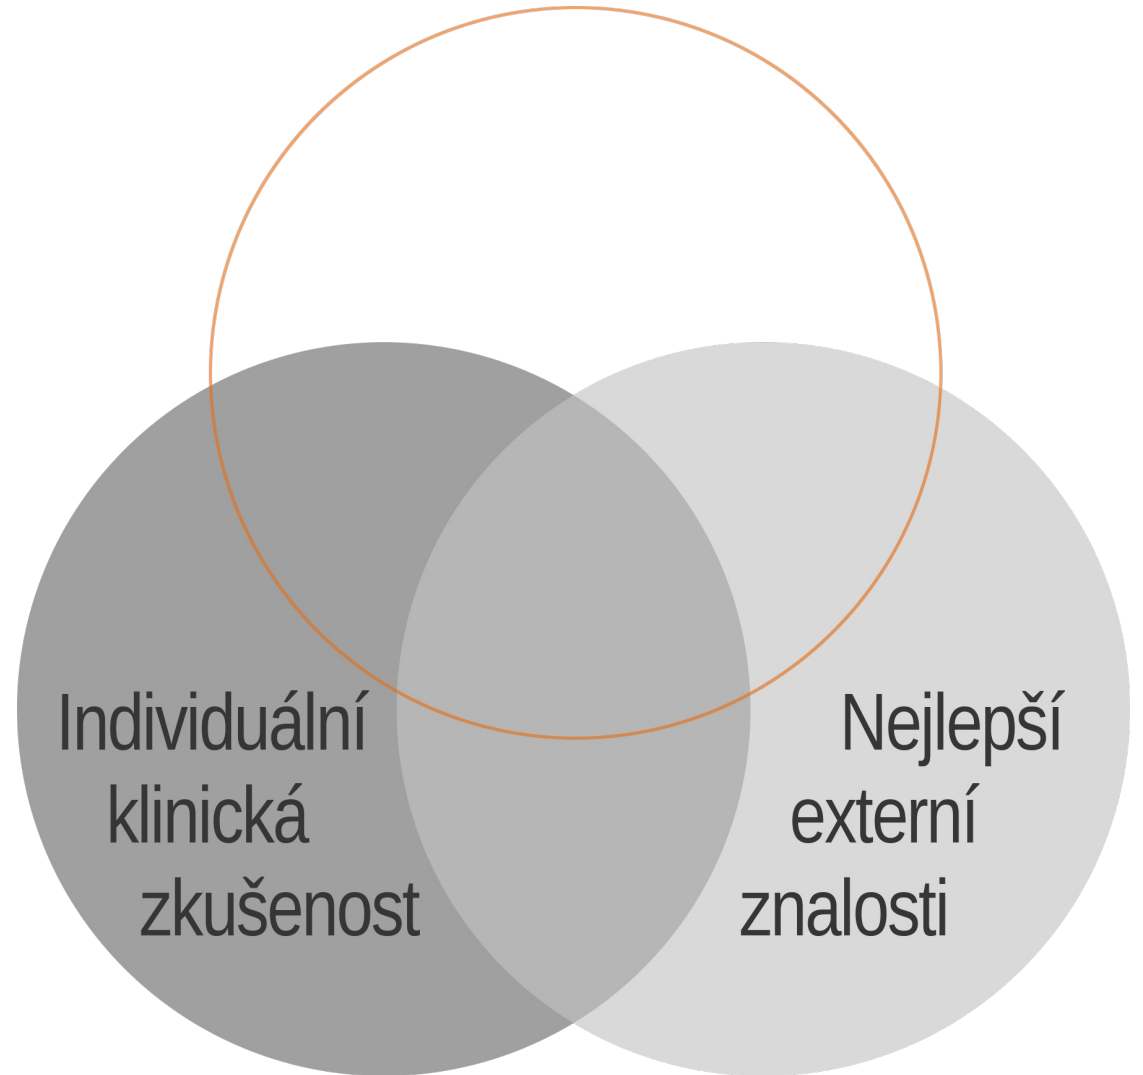 Individuální
klinická
zkušenost
Nejlepší
externí
znalosti